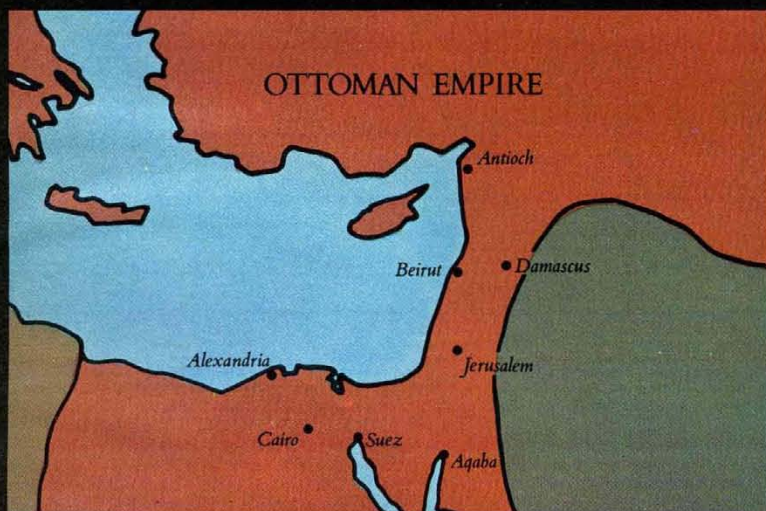 OTTOMAN EMPIRE
Antioch
Beirut
Damascus
Alexandria
Jerusalem
Cairo
Suez
Aqaba